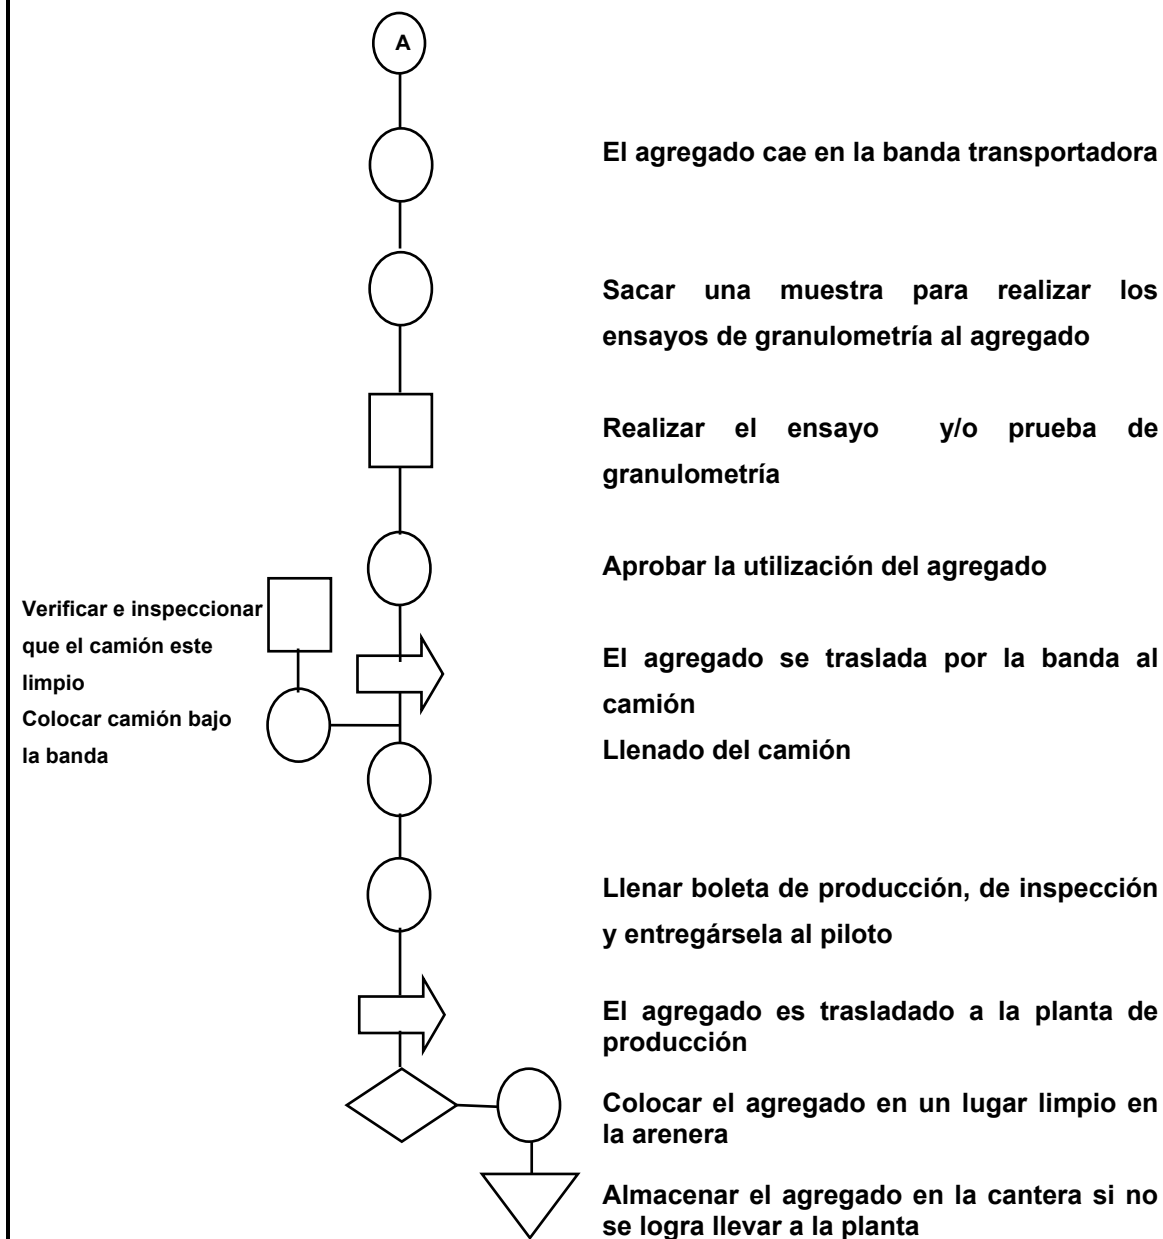 A
El agregado cae en la banda transportadora
Sacar una muestra para realizar los
ensayos de granulometría al agregado
Realizar el ensayo y/o prueba de
granulometría
Aprobar la utilización del agregado
Verificar e inspeccionar
que el camión este
limpio
Colocar camión bajo
la banda
El agregado se traslada por la banda al
camión
Llenado del camión
Llenar boleta de producción, de inspección
y entregársela al piloto
El agregado es trasladado a la planta de
producción
Colocar el agregado en un lugar limpio en
la arenera
Almacenar el agregado en la cantera si no
se logra llevar a la planta